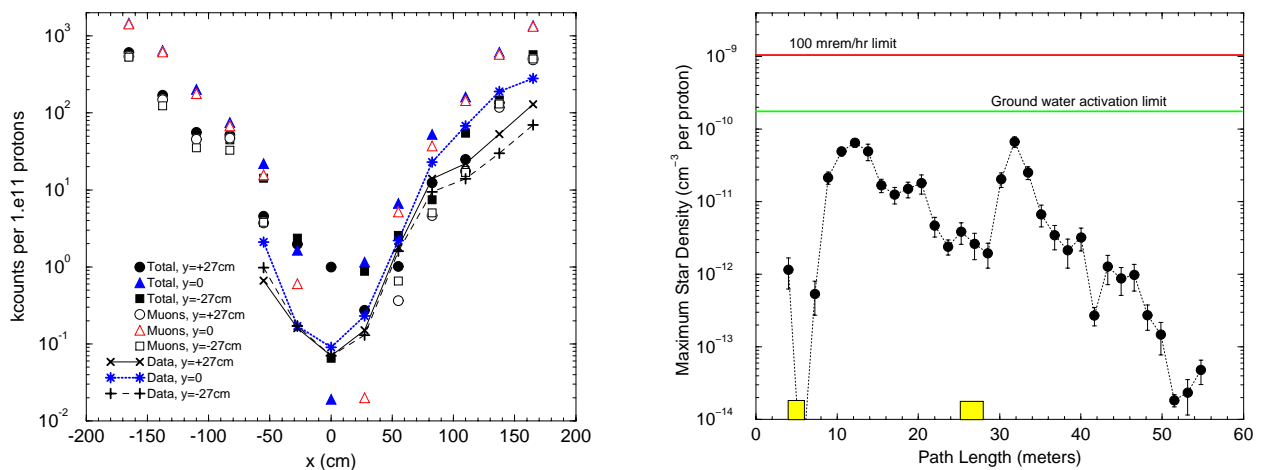 kcounts per 1.e11 protons
10³
10²
10¹
10⁰
10⁻¹
10⁻²
-200 -150 -100 -50 0 50 100 150 200
x (cm)
Total, y=+27cm
Total, y=0
Total, y=-27cm
Muons, y=+27cm
Muons, y=0
Muons, y=-27cm
Data, y=+27cm
Data, y=0
Data, y=-27cm
Maximum Star Density (cm⁻³ per proton)
10⁻⁹
10⁻¹⁰
10⁻¹¹
10⁻¹²
10⁻¹³
10⁻¹⁴
100 mrem/hr limit
Ground water activation limit
0 10 20 30 40 50 60
Path Length (meters)